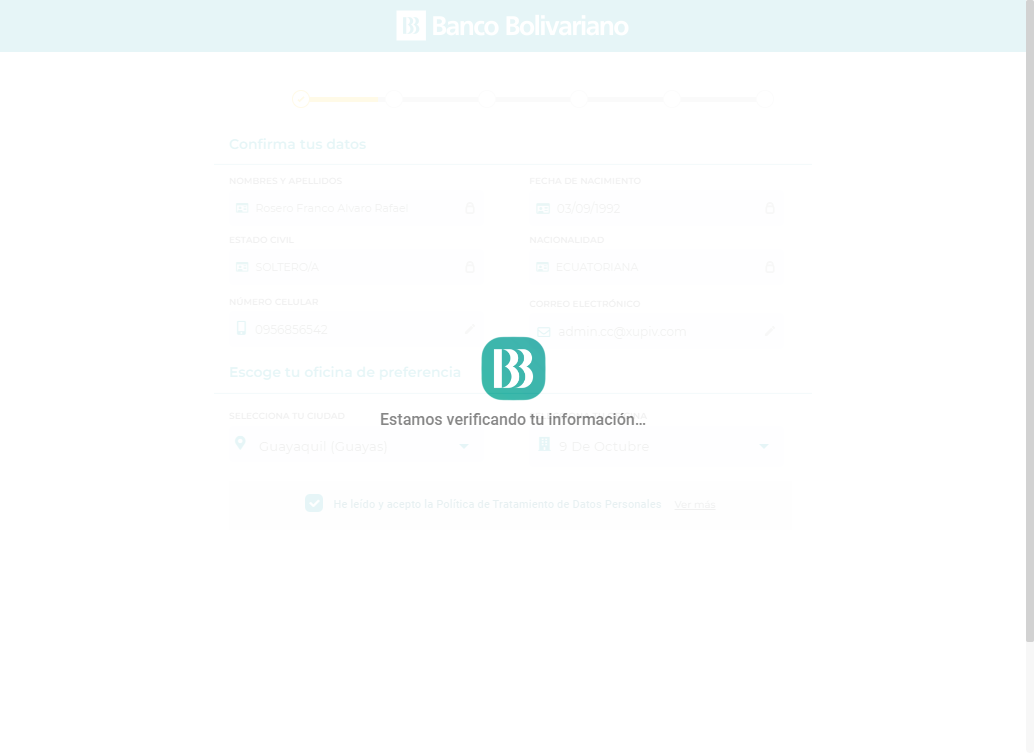 Banco Bolivariano
Confirma tus datos
NOMBRES Y APELLIDOS
FECHA DE NACIMIENTO
Rosero Franco Alvaro Rafael
03/09/1992
ESTADO CIVIL
NACIONALIDAD
SOLTERO/A
ECUATORIANA
NÚMERO CELULAR
CORREO ELECTRÓNICO
0956856542
admin.cc@xupiv.com
Escoge tu oficina de preferencia
Estamos verificando tu información...
SELECCIONA TU CIUDAD
Guayaquil (Guayas)
9 De Octubre
He leído y acepto la Política de Tratamiento de Datos Personales
Ver más